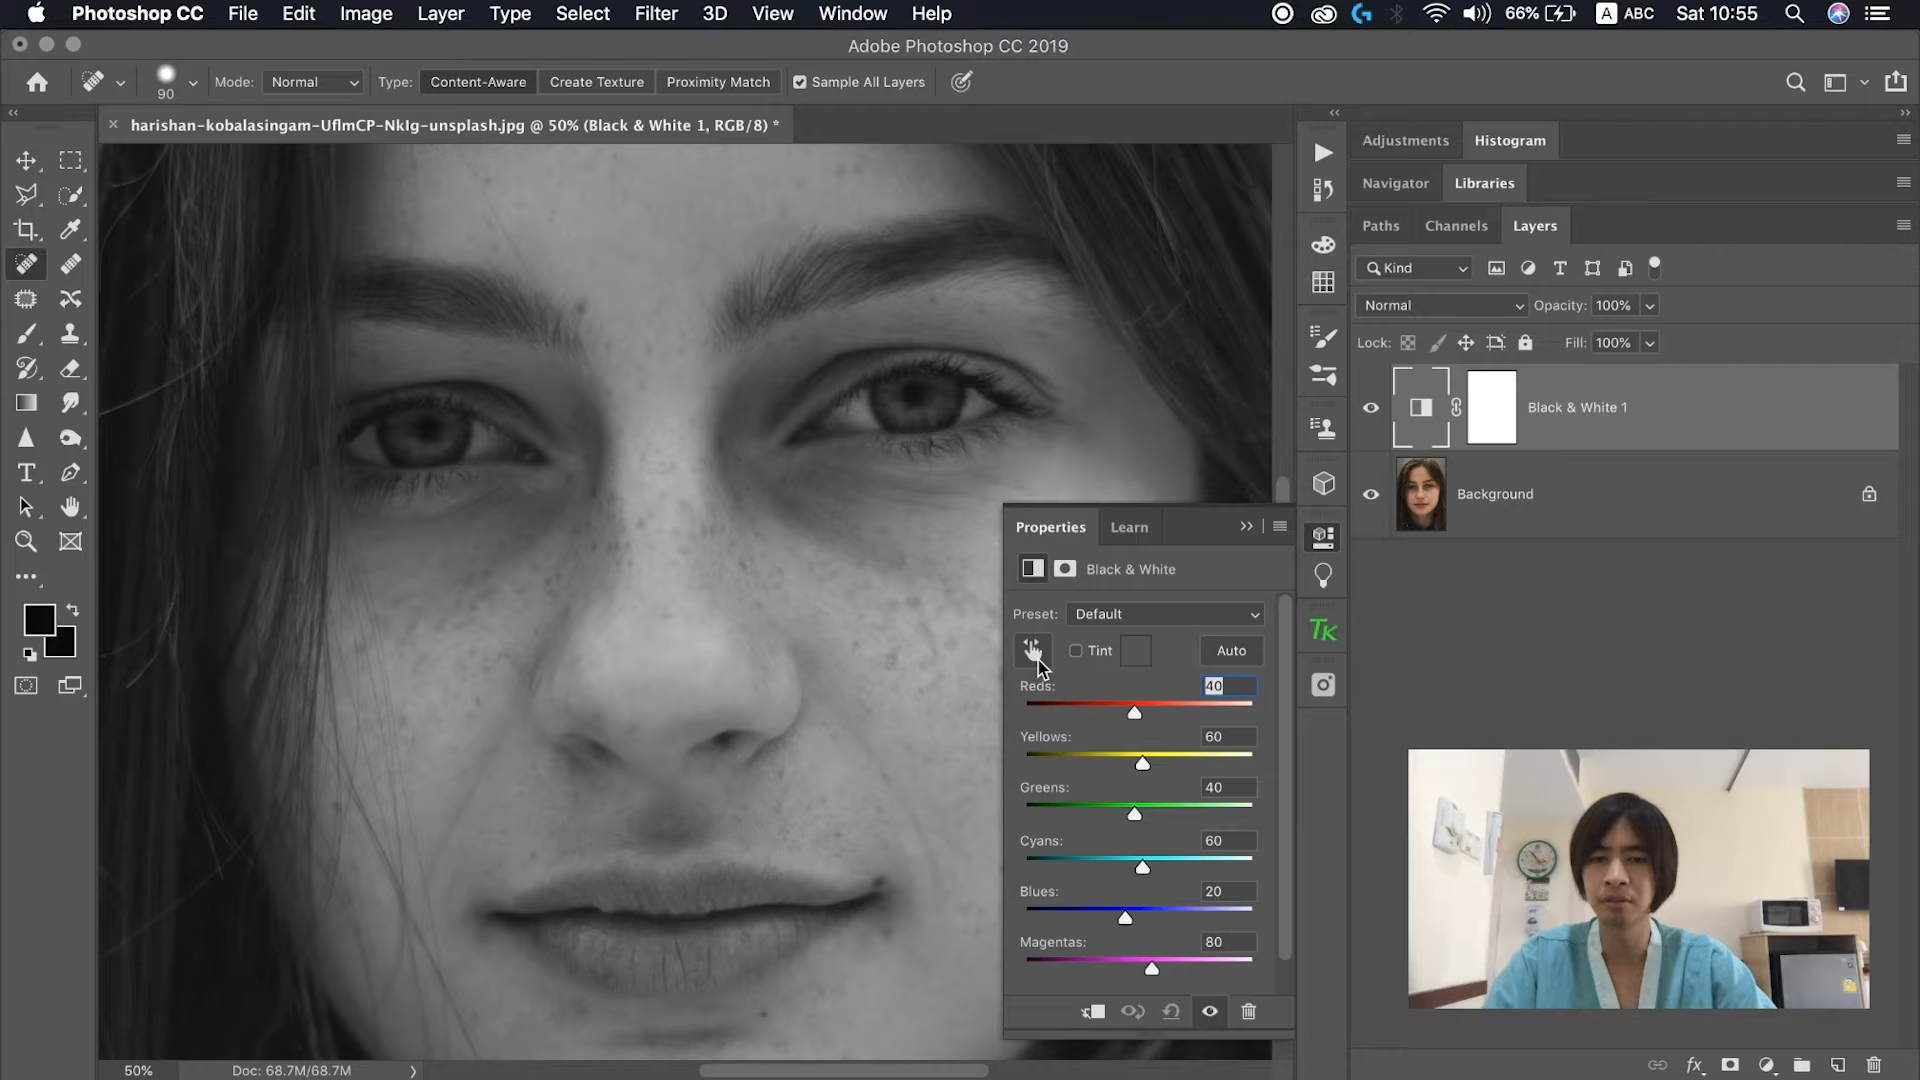 Photoshop CC File Edit Image Layer Type Select Filter 3D View Window Help 66% A ABC Sat 10:55
Adobe Photoshop CC 2019
90 Mode: Normal Type: Content-Aware Create Texture Proximity Match Sample All Layers
× harishan-kobalasingam-UflmCP-NkIg-unsplash.jpg @ 50% (Black & White 1, RGB/8) *
Adjustments Histogram
Navigator Libraries
Paths Channels Layers
Kind
Normal Opacity: 100%
Lock: Fill: 100%
Black & White 1
Background
Properties Learn
Black & White
Preset: Default
Tint Auto
Reds: 40
Yellows: 60
Greens: 40
Cyans: 60
Blues: 20
Magentas: 80
TK
fx
50% Doc: 68.7M/68.7M